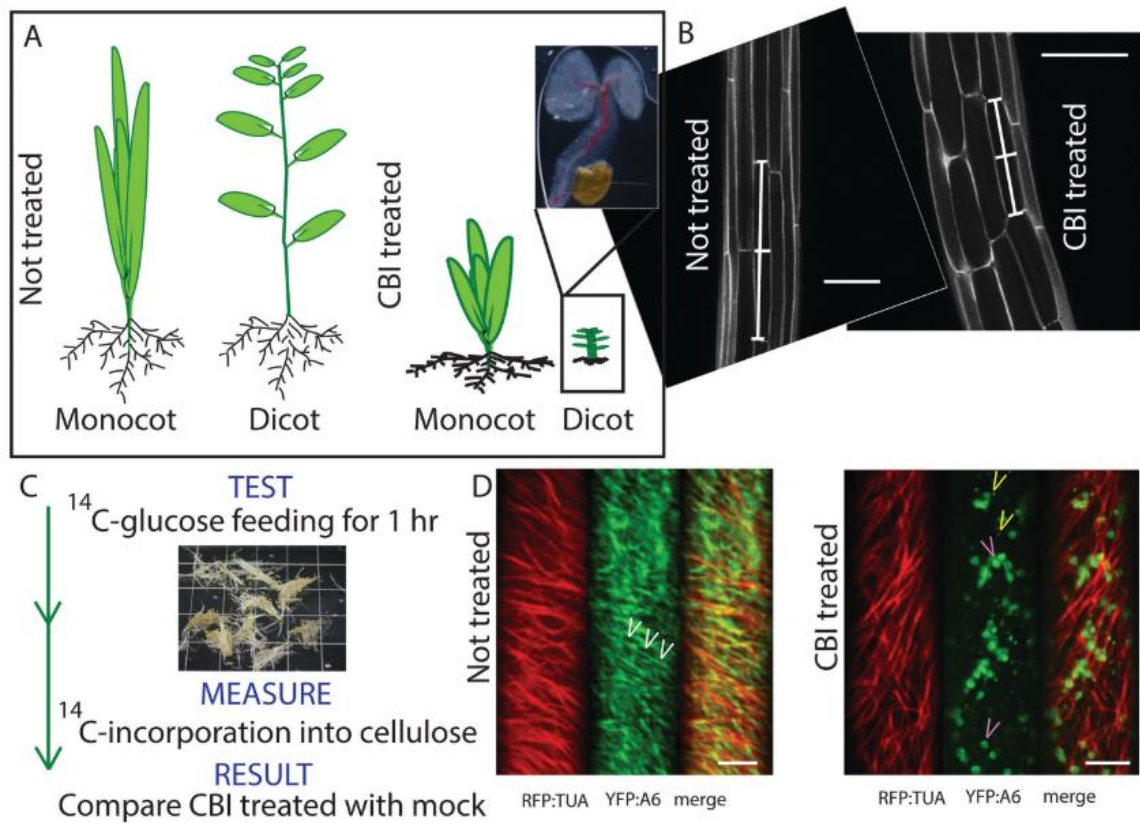 A
Not treated
CBI treated
Monocot
Dicot
Monocot
Dicot
B
Not treated
CBI treated
C
TEST
14C-glucose feeding for 1 hr
MEASURE
14C-incorporation into cellulose
RESULT
Compare CBI treated with mock
D
Not treated
RFP:TUA YFP:A6 merge
CBI treated
RFP:TUA YFP:A6 merge